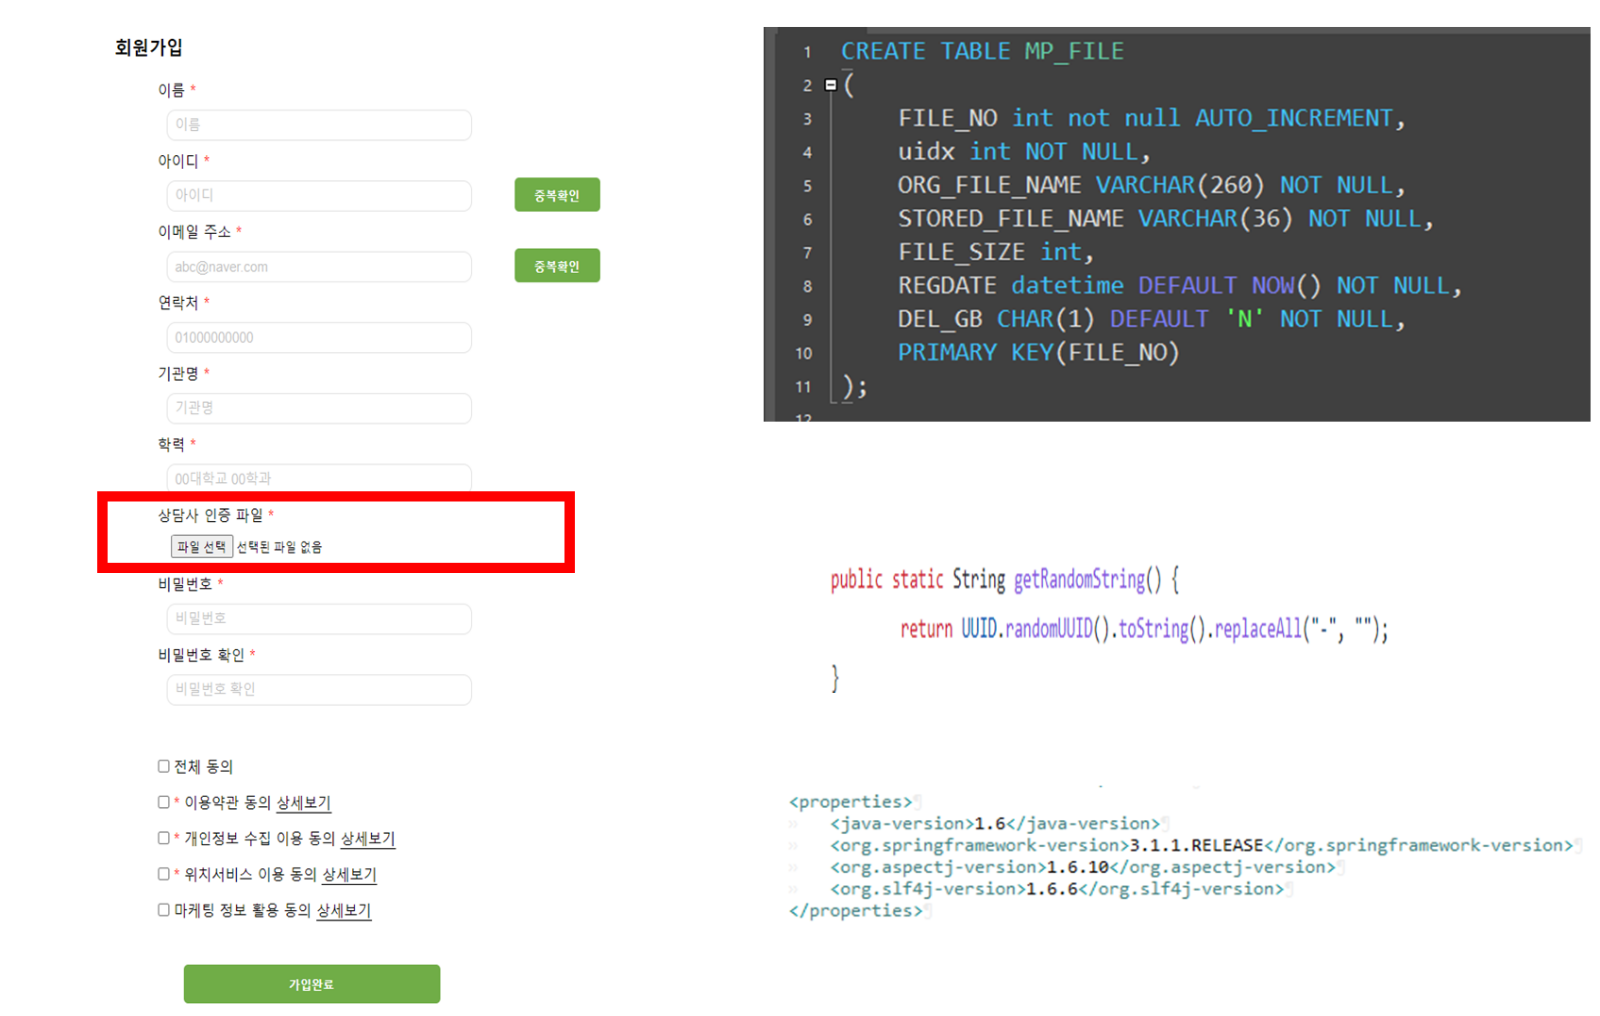 회원가입
이름 *
이름
아이디 *
아이디
중복확인
이메일 주소 *
abc@naver.com
중복확인
연락처 *
01000000000
기관명 *
기관명
학력 *
00대학교 00학과
상담사 인증 파일 *
파일 선택 선택된 파일 없음
비밀번호 *
비밀번호
비밀번호 확인 *
비밀번호 확인
전체 동의
* 이용약관 동의 상세보기
* 개인정보 수집 이용 동의 상세보기
* 위치서비스 이용 동의 상세보기
마케팅 정보 활용 동의 상세보기
가입완료
1 CREATE TABLE MP_FILE
2 (
3 FILE_NO int not null AUTO_INCREMENT,
4 uidx int NOT NULL,
5 ORG_FILE_NAME VARCHAR(260) NOT NULL,
6 STORED_FILE_NAME VARCHAR(36) NOT NULL,
7 FILE_SIZE int,
8 REGDATE datetime DEFAULT NOW() NOT NULL,
9 DEL_GB CHAR(1) DEFAULT 'N' NOT NULL,
10 PRIMARY KEY(FILE_NO)
11 );
12
public static String getRandomString() {
return UUID.randomUUID().toString().replaceAll("-", "");
}
<properties>
<java-version>1.6</java-version>
<org.springframework-version>3.1.1.RELEASE</org.springframework-version>
<org.aspectj-version>1.6.10</org.aspectj-version>
<org.slf4j-version>1.6.6</org.slf4j-version>
</properties>